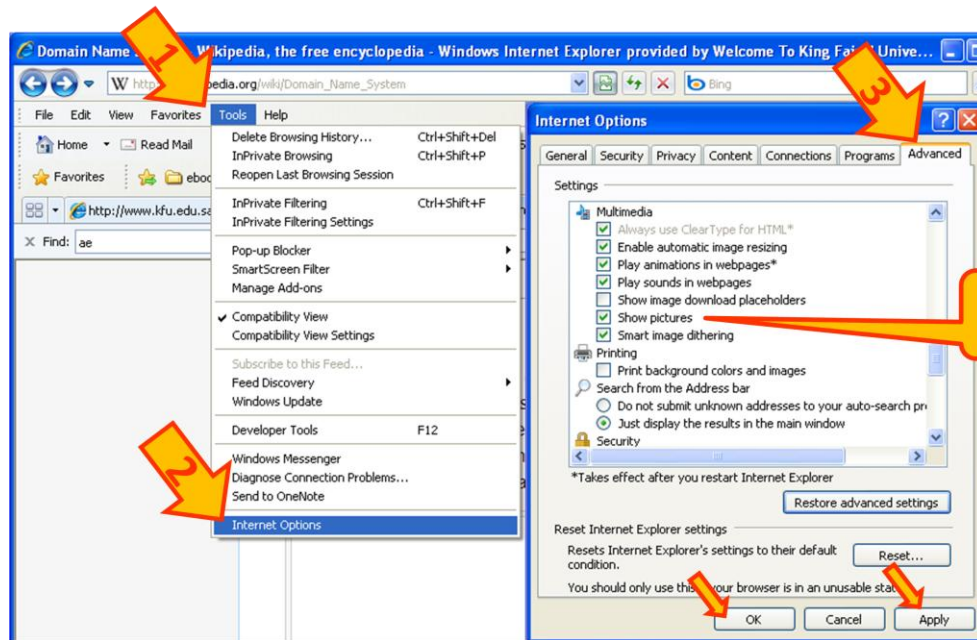 Domain Name Wikipedia, the free encyclopedia - Windows Internet Explorer provided by Welcome To King Fai Unive...
1
3
W http pedia.org/wiki/Domain_Name_System
Bing
File Edit View Favorites Tools Help
Home Read Mail
Favorites eboo
http://www.kfu.edu.sa
X Find: ae
Delete Browsing History... Ctrl+Shift+Del
InPrivate Browsing Ctrl+Shift+P
Reopen Last Browsing Session
InPrivate Filtering Ctrl+Shift+F
InPrivate Filtering Settings
Pop-up Blocker
SmartScreen Filter
Manage Add-ons
Compatibility View
Compatibility View Settings
Subscribe to this Feed...
Feed Discovery
Windows Update
Developer Tools F12
Windows Messenger
Diagnose Connection Problems...
Send to OneNote
2
Internet Options
Internet Options
General Security Privacy Content Connections Programs Advanced
Settings
Multimedia
Always use ClearType for HTML*
Enable automatic image resizing
Play animations in webpages*
Play sounds in webpages
Show image download placeholders
Show pictures
Smart image dithering
Printing
Print background colors and images
Search from the Address bar
Do not submit unknown addresses to your auto-search pr
Just display the results in the main window
Security
*Takes effect after you restart Internet Explorer
Restore advanced settings
Reset Internet Explorer settings
Resets Internet Explorer's settings to their default
condition.
Reset...
You should only use this your browser is in an unusable sta
OK Cancel Apply